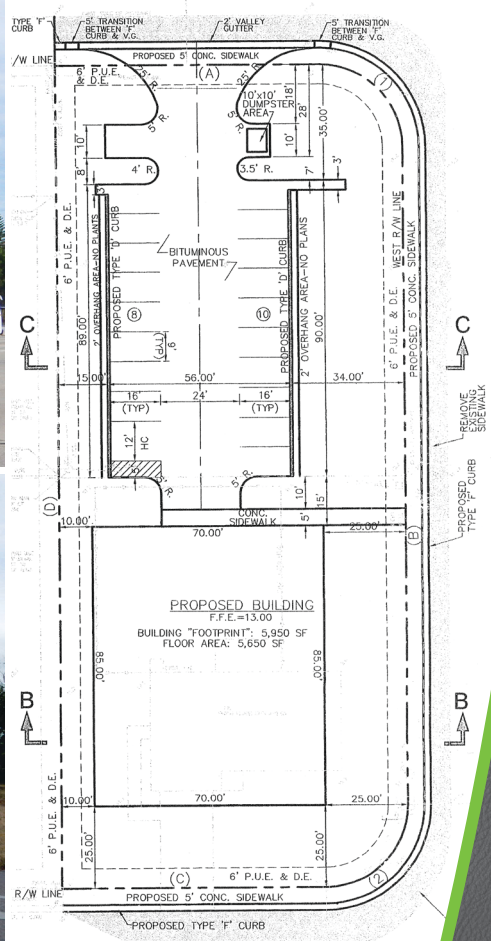 TYPE 'F'
CURB
5' TRANSITION
BETWEEN 'F'
CURB & V.G.
2' VALLEY
GUTTER
5' TRANSITION
BETWEEN 'F'
CURB & V.G.
/W LINE
PROPOSED 5' CONC. SIDEWALK
(A)
6' P.U.E.
& D.E.
25' R.
25' R.
(1)
10'x10'
DUMPSTER
AREA
18'
28'
35.00'
10'
5' R.
5' R.
10'
8'
4' R.
3.5' R.
7'
3'
3'
6' P.U.E. & D.E.
2' OVERHANG AREA-NO PLANTS
PROPOSED TYPE 'D' CURB
BITUMINOUS
PAVEMENT
PROPOSED TYPE 'D' CURB
2' OVERHANG AREA-NO PLANTS
WEST R/W LINE
6' P.U.E. & D.E.
PROPOSED 5' CONC. SIDEWALK
(8)
(10)
9'
(TYP)
89.00'
90.00'
C
C
15.00'
56.00'
34.00'
16'
(TYP)
24'
16'
(TYP)
REMOVE
EXISTING
SIDEWALK
12'
HC
5'
5' R.
5' R.
10'
15'
PROPOSED
TYPE 'F' CURB
(D)
CONC.
SIDEWALK
5'
(B)
10.00'
70.00'
25.00'
PROPOSED BUILDING
F.F.E.=13.00
BUILDING "FOOTPRINT": 5,950 SF
FLOOR AREA: 5,650 SF
85.00'
85.00'
B
B
6' P.U.E. & D.E.
10.00'
70.00'
25.00'
25.00'
25.00'
(C)
6' P.U.E. & D.E.
(2)
R/W LINE
PROPOSED 5' CONC. SIDEWALK
PROPOSED TYPE 'F' CURB